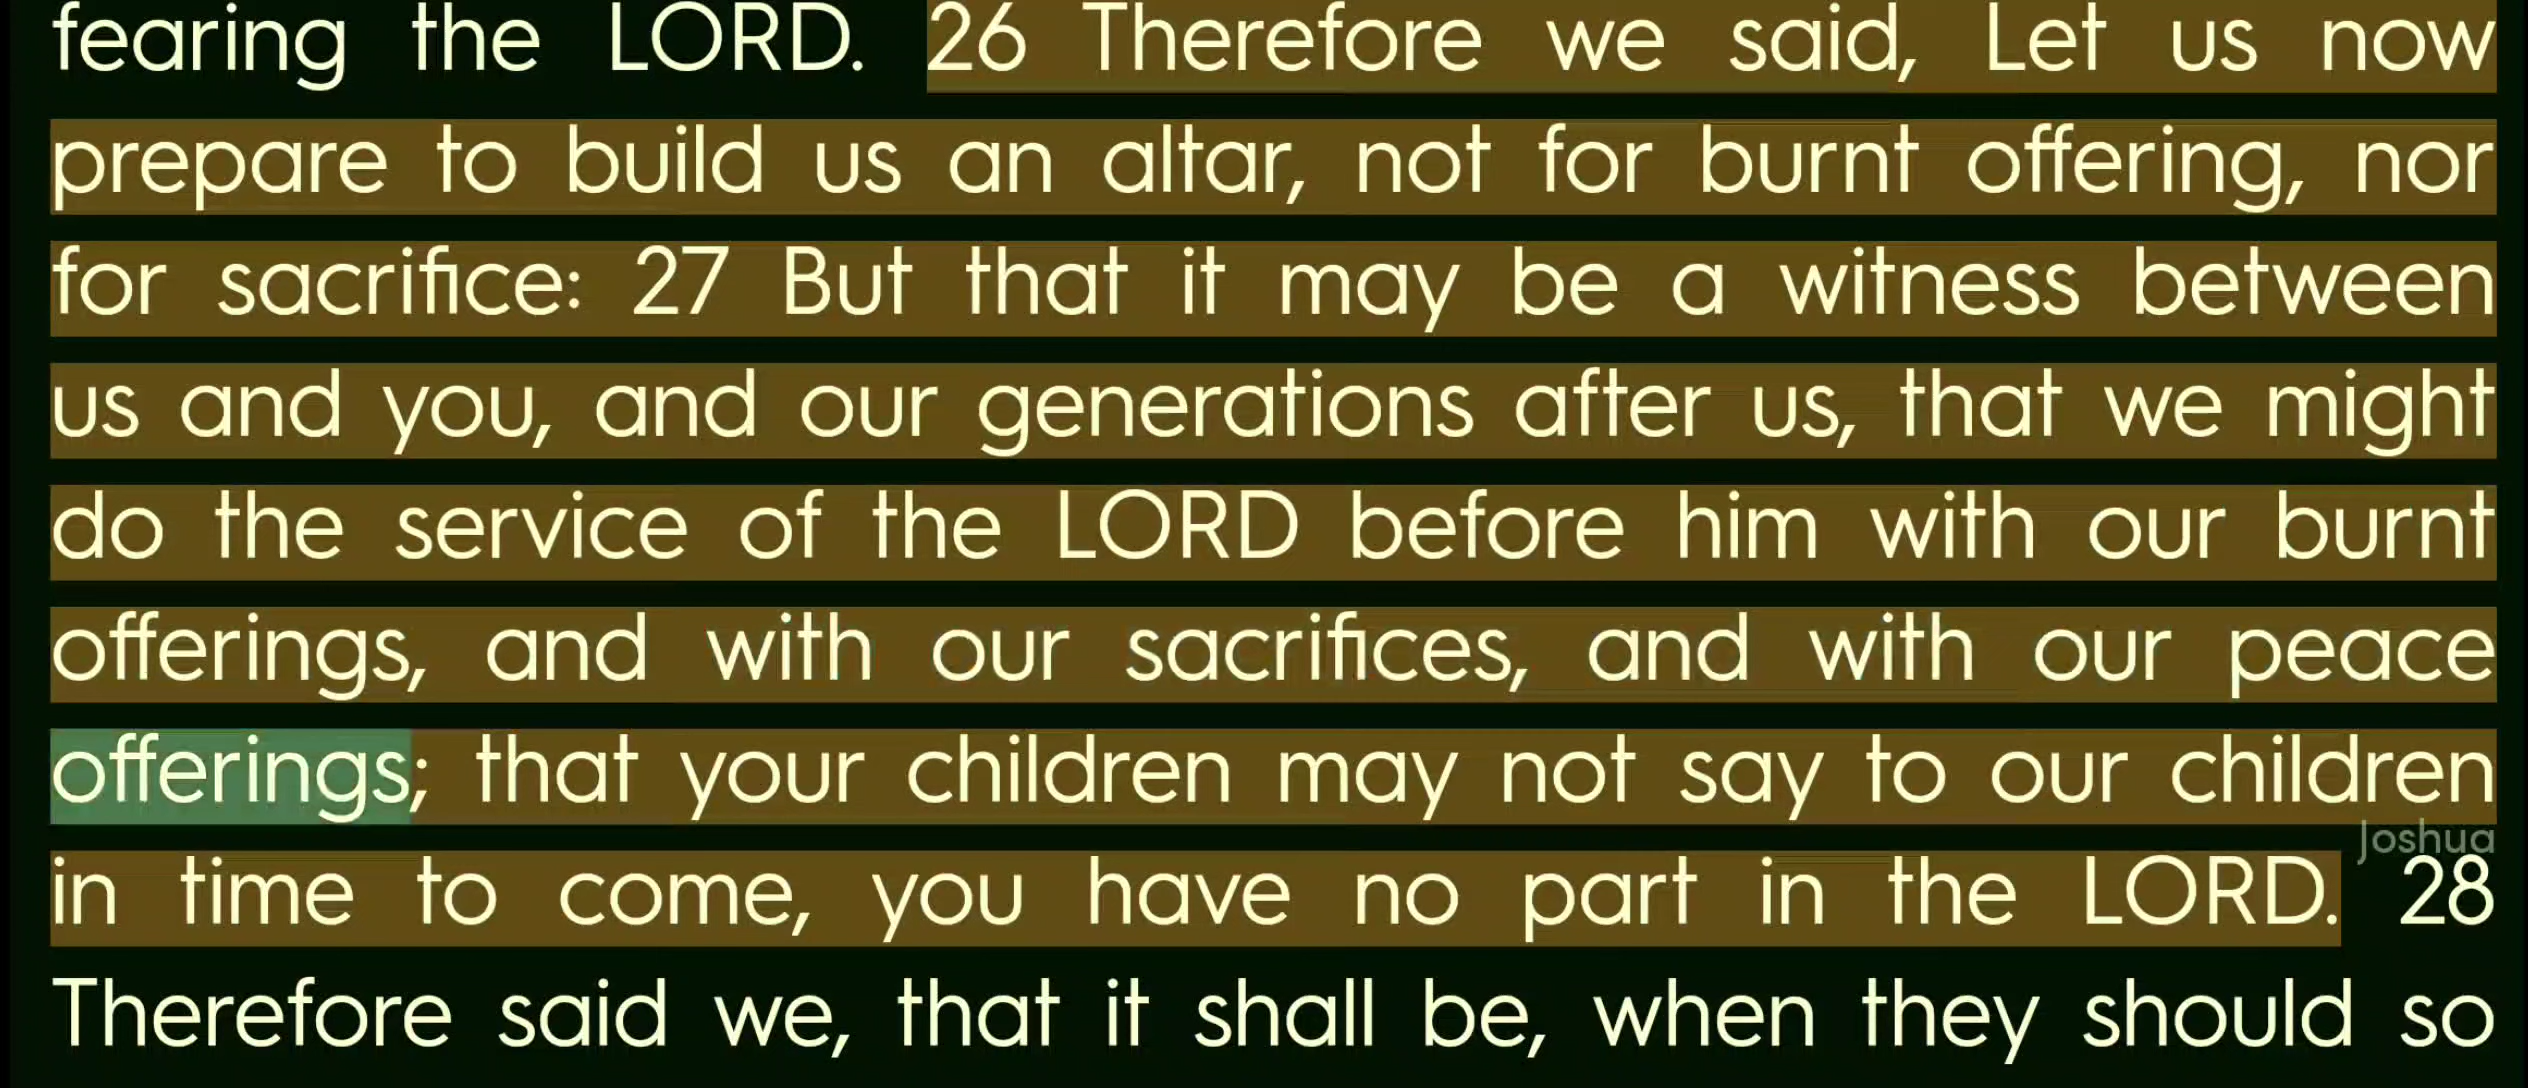 fearing the LORD. 26 Therefore we said, Let us now
prepare to build us an altar, not for burnt offering, nor
for sacrifice: 27 But that it may be a witness between
us and you, and our generations after us, that we might
do the service of the LORD before him with our burnt
offerings, and with our sacrifices, and with our peace
offerings; that your children may not say to our children
Joshua
in time to come, you have no part in the LORD. 28
Therefore said we, that it shall be, when they should so